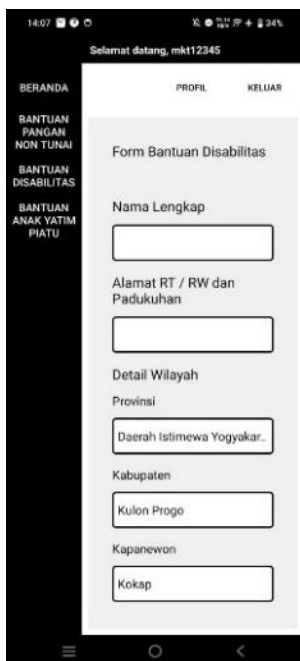 14:07
34%
Selamat datang, mkt12345
BERANDA
PROFIL
KELUAR
BANTUAN
PANGAN
NON TUNAI
BANTUAN
DISABILITAS
BANTUAN
ANAK YATIM
PIATU
Form Bantuan Disabilitas
Nama Lengkap
Alamat RT / RW dan
Padukuhan
Detail Wilayah
Provinsi
Daerah Istimewa Yogyakar..
Kabupaten
Kulon Progo
Kapanewon
Kokap